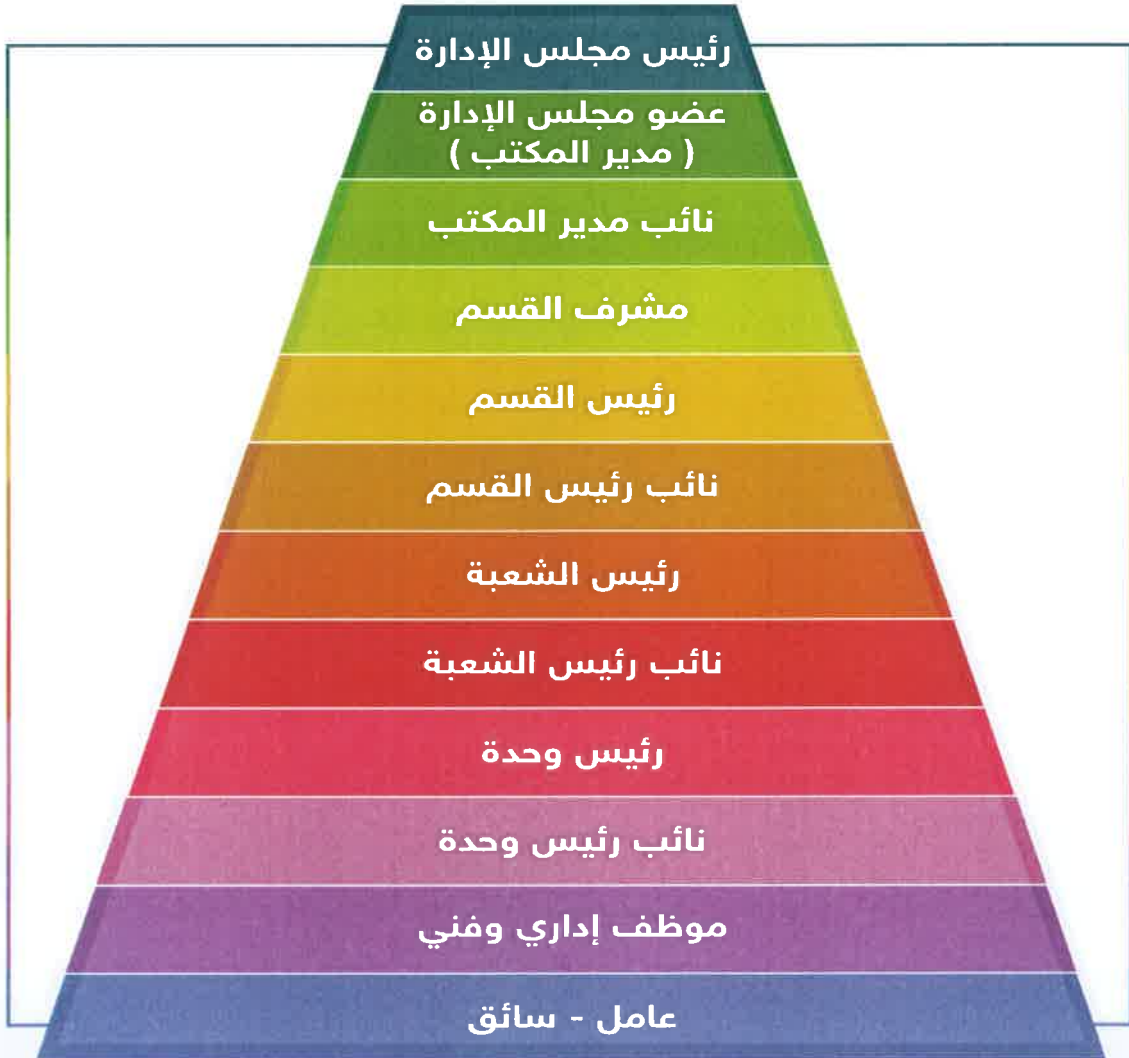 رئيس مجلس الإدارة
عضو مجلس الإدارة
( مدير المكتب )
نائب مدير المكتب
مشرف القسم
رئيس القسم
نائب رئيس القسم
رئيس الشعبة
نائب رئيس الشعبة
رئيس وحدة
نائب رئيس وحدة
موظف إداري وفني
عامل - سائق